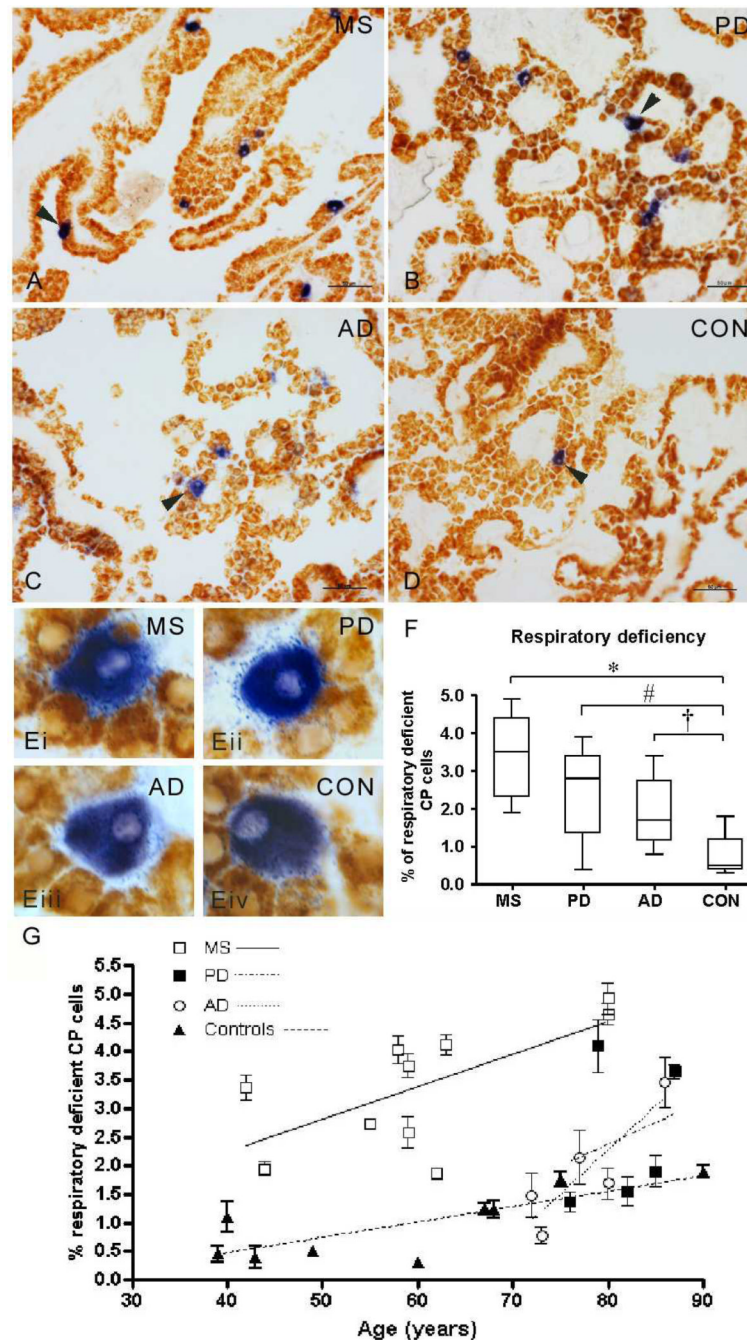 MS
A
PD
B
AD
C
CON
D
MS
Ei
PD
Eii
AD
Eiii
CON
Eiv
F
Respiratory deficiency
*
#
†
% of respiratory deficient
CP cells
5.0
4.0
3.0
2.0
1.0
0.0
MS PD AD CON
G
MS
PD
AD
Controls
% respiratory deficient CP cells
5.5
5.0
4.5
4.0
3.5
3.0
2.5
2.0
1.5
1.0
0.5
0.0
30 40 50 60 70 80 90
Age (years)